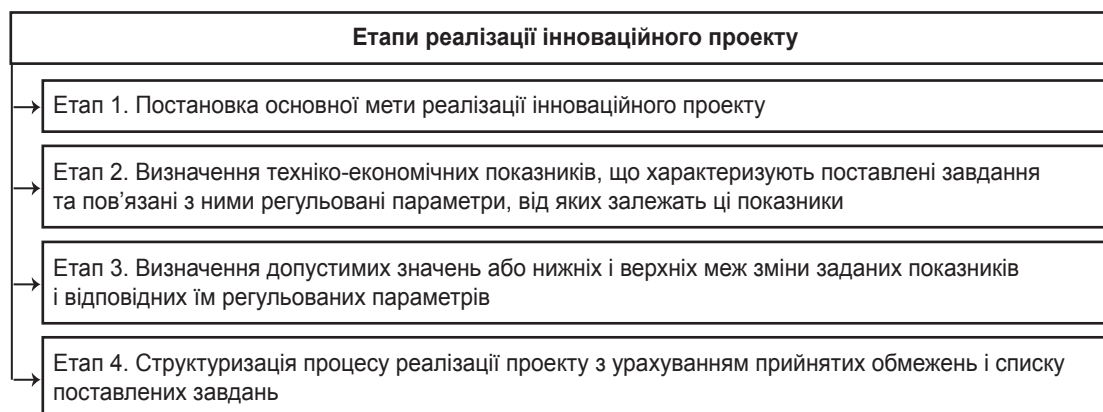 Етапи реалізації інноваційного проекту
Етап 1. Постановка основної мети реалізації інноваційного проекту
Етап 2. Визначення техніко-економічних показників, що характеризують поставлені завдання
та пов’язані з ними регульовані параметри, від яких залежать ці показники
Етап 3. Визначення допустимих значень або нижніх і верхніх меж зміни заданих показників
і відповідних їм регульованих параметрів
Етап 4. Структуризація процесу реалізації проекту з урахуванням прийнятих обмежень і списку
поставлених завдань